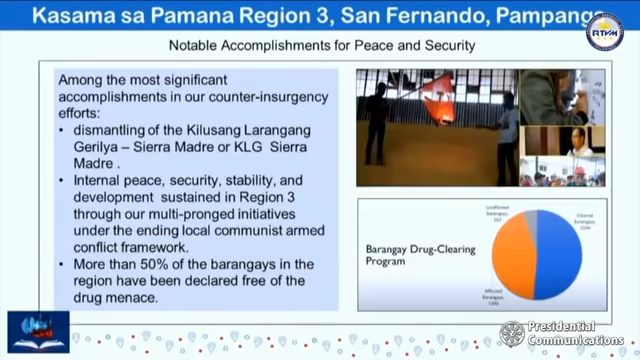 Kasama sa Pamana Region 3, San Fernando, Pampanga
RTVM
Notable Accomplishments for Peace and Security
Among the most significant
accomplishments in our counter-insurgency
efforts:
• dismantling of the Kilusang Larangang
Gerilya – Sierra Madre or KLG Sierra
Madre .
• Internal peace, security, stability, and
development sustained in Region 3
through our multi-pronged initiatives
under the ending local communist armed
conflict framework.
• More than 50% of the barangays in the
region have been declared free of the
drug menace.
Barangay Drug-Clearing
Program
Unaffected
Barangay,
Cleared
Barangay,
Affected
Barangay,
Presidential
Communications